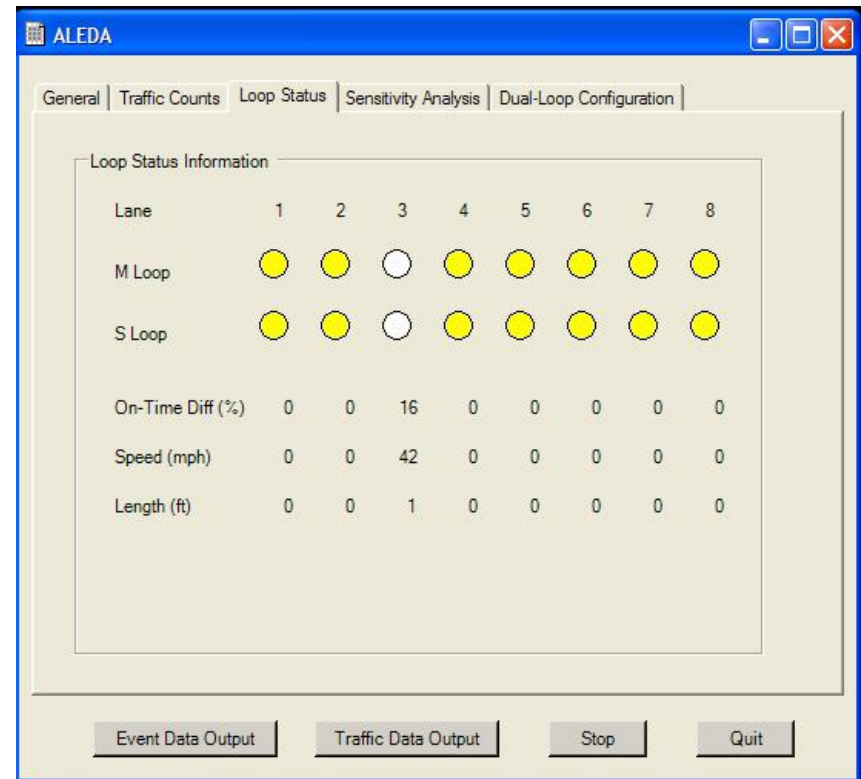 ALEDA
General Traffic Counts Loop Status Sensitivity Analysis Dual-Loop Configuration
Loop Status Information
Lane 1 2 3 4 5 6 7 8
M Loop
S Loop
On-Time Diff (%) 0 0 16 0 0 0 0 0
Speed (mph) 0 0 42 0 0 0 0 0
Length (ft) 0 0 1 0 0 0 0 0
Event Data Output Traffic Data Output Stop Quit